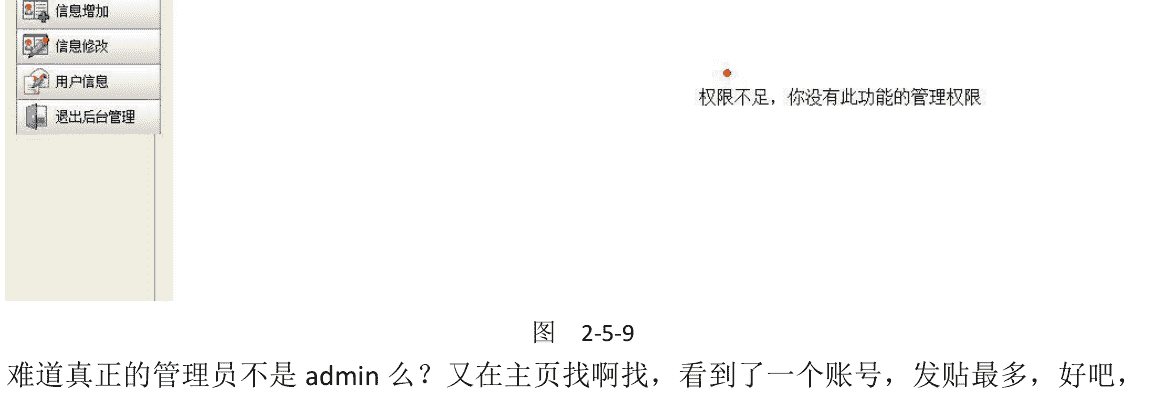 信息增加
信息修改
用户信息
退出后台管理
权限不足，你没有此功能的管理权限
图 2-5-9
难道真正的管理员不是 admin 么？又在主页找啊找，看到了一个账号，发贴最多，好吧，